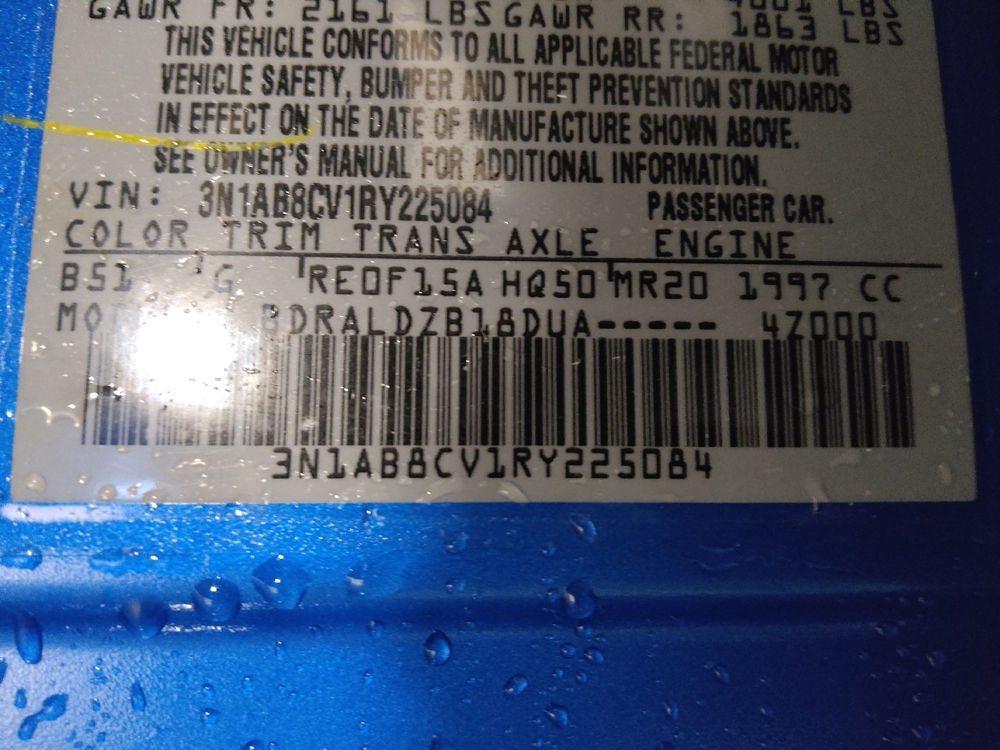 GAWR FR: 2161 LBS GAWR RR: 1863 LBS
THIS VEHICLE CONFORMS TO ALL APPLICABLE FEDERAL MOTOR
VEHICLE SAFETY, BUMPER AND THEFT PREVENTION STANDARDS
IN EFFECT ON THE DATE OF MANUFACTURE SHOWN ABOVE.
SEE OWNER'S MANUAL FOR ADDITIONAL INFORMATION.
VIN: 3N1AB8CV1RY225084 PASSENGER CAR.
COLOR TRIM TRANS AXLE ENGINE
B51 G RE0F15A HQ50 MR20 1997 CC
BDRALDZB18DUA----- 4Z000
3N1AB8CV1RY225084